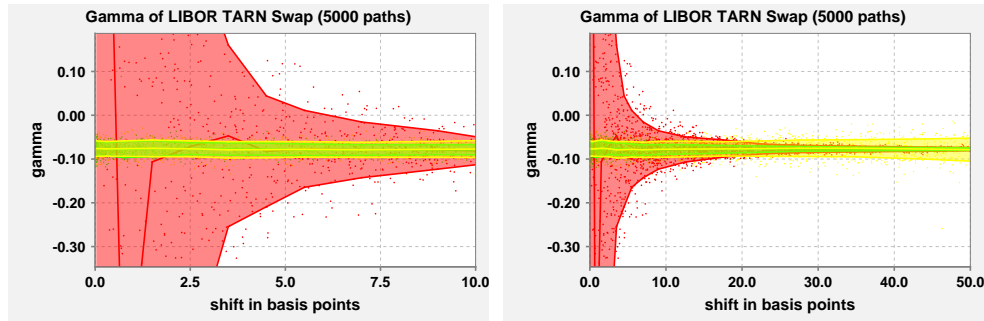 Gamma of LIBOR TARN Swap (5000 paths)
gamma
0.10
0.00
-0.10
-0.20
-0.30
0.0 2.5 5.0 7.5 10.0
shift in basis points
Gamma of LIBOR TARN Swap (5000 paths)
gamma
0.10
0.00
-0.10
-0.20
-0.30
0.0 10.0 20.0 30.0 40.0 50.0
shift in basis points